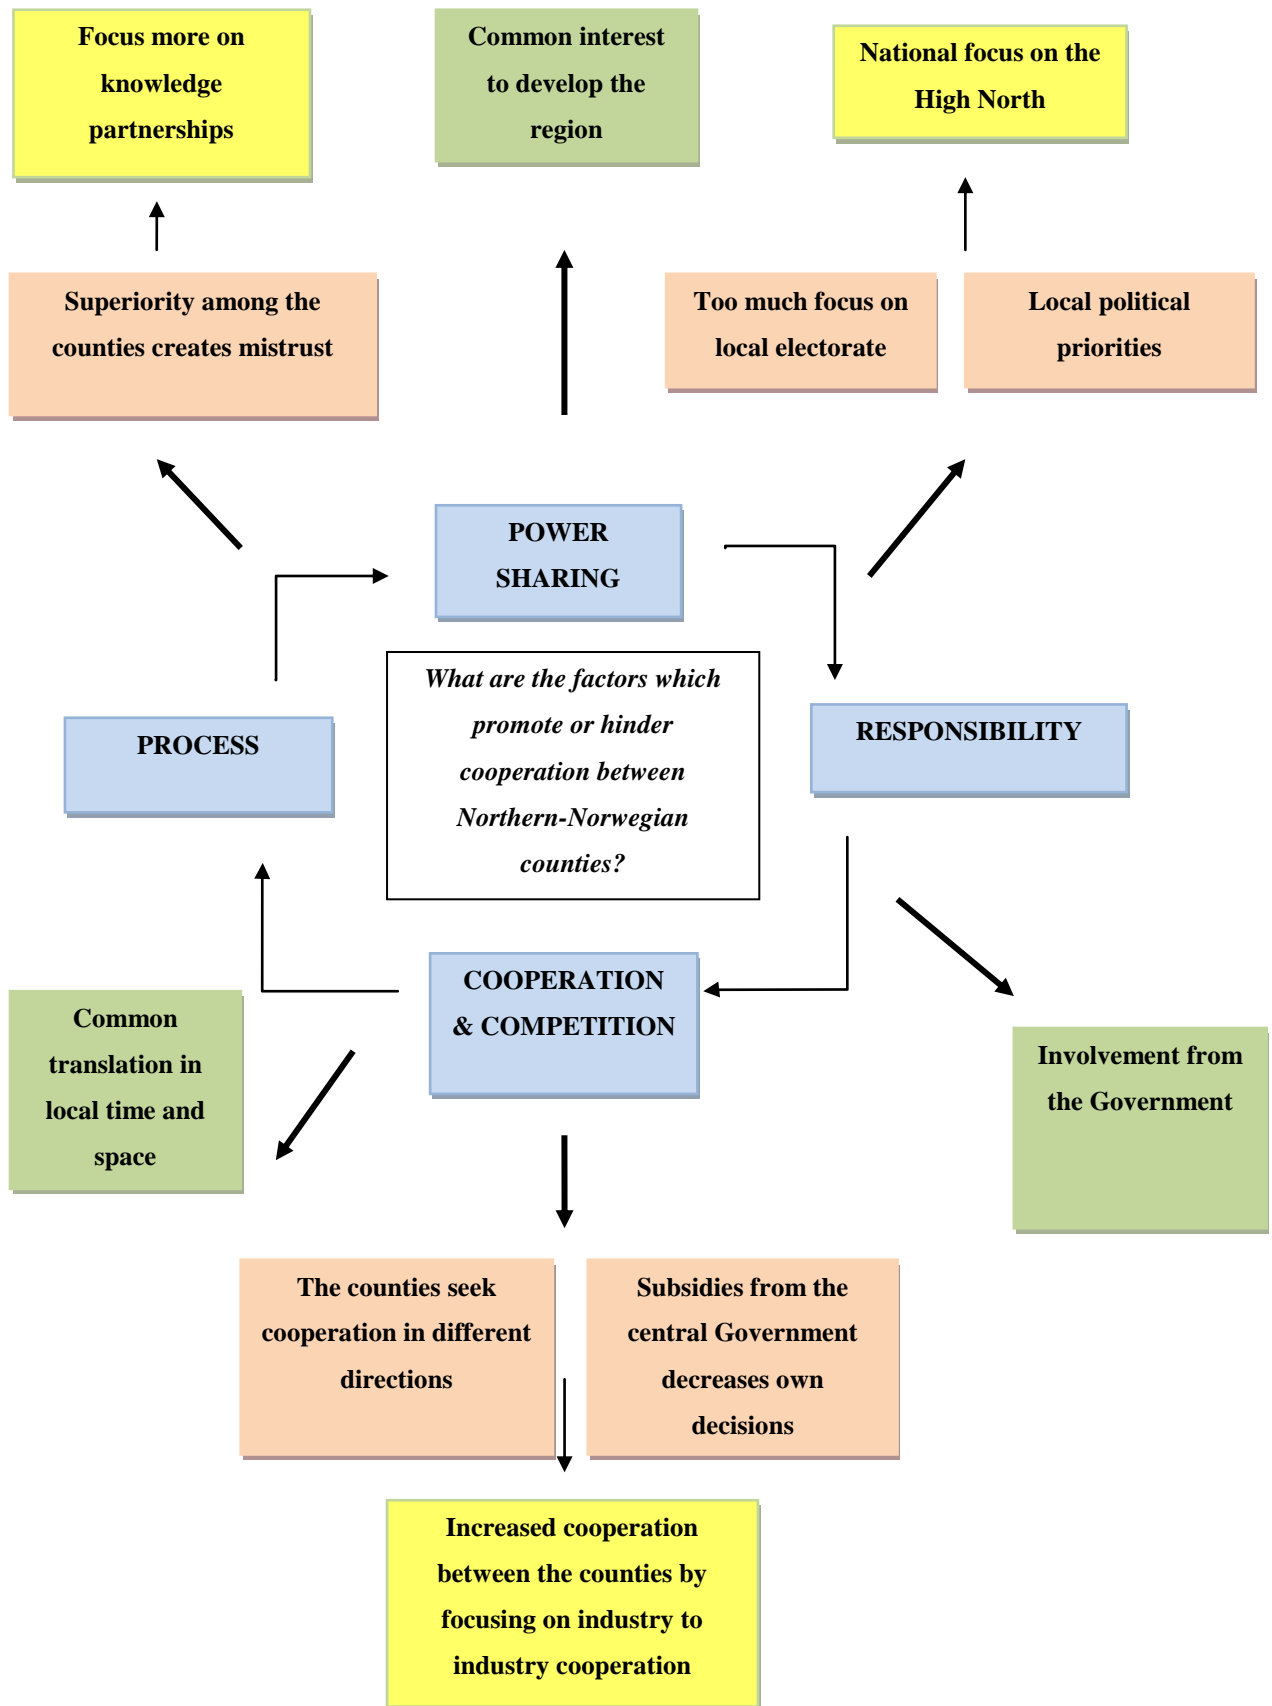 Focus more on
knowledge
partnerships
Common interest
to develop the
region
National focus on the
High North
Superiority among the
counties creates mistrust
Too much focus on
local electorate
Local political
priorities
POWER
SHARING
What are the factors which
promote or hinder
cooperation between
Northern-Norwegian
counties?
PROCESS
RESPONSIBILITY
COOPERATION
& COMPETITION
Common
translation in
local time and
space
Involvement from
the Government
The counties seek
cooperation in different
directions
Subsidies from the
central Government
decreases own
decisions
Increased cooperation
between the counties by
focusing on industry to
industry cooperation